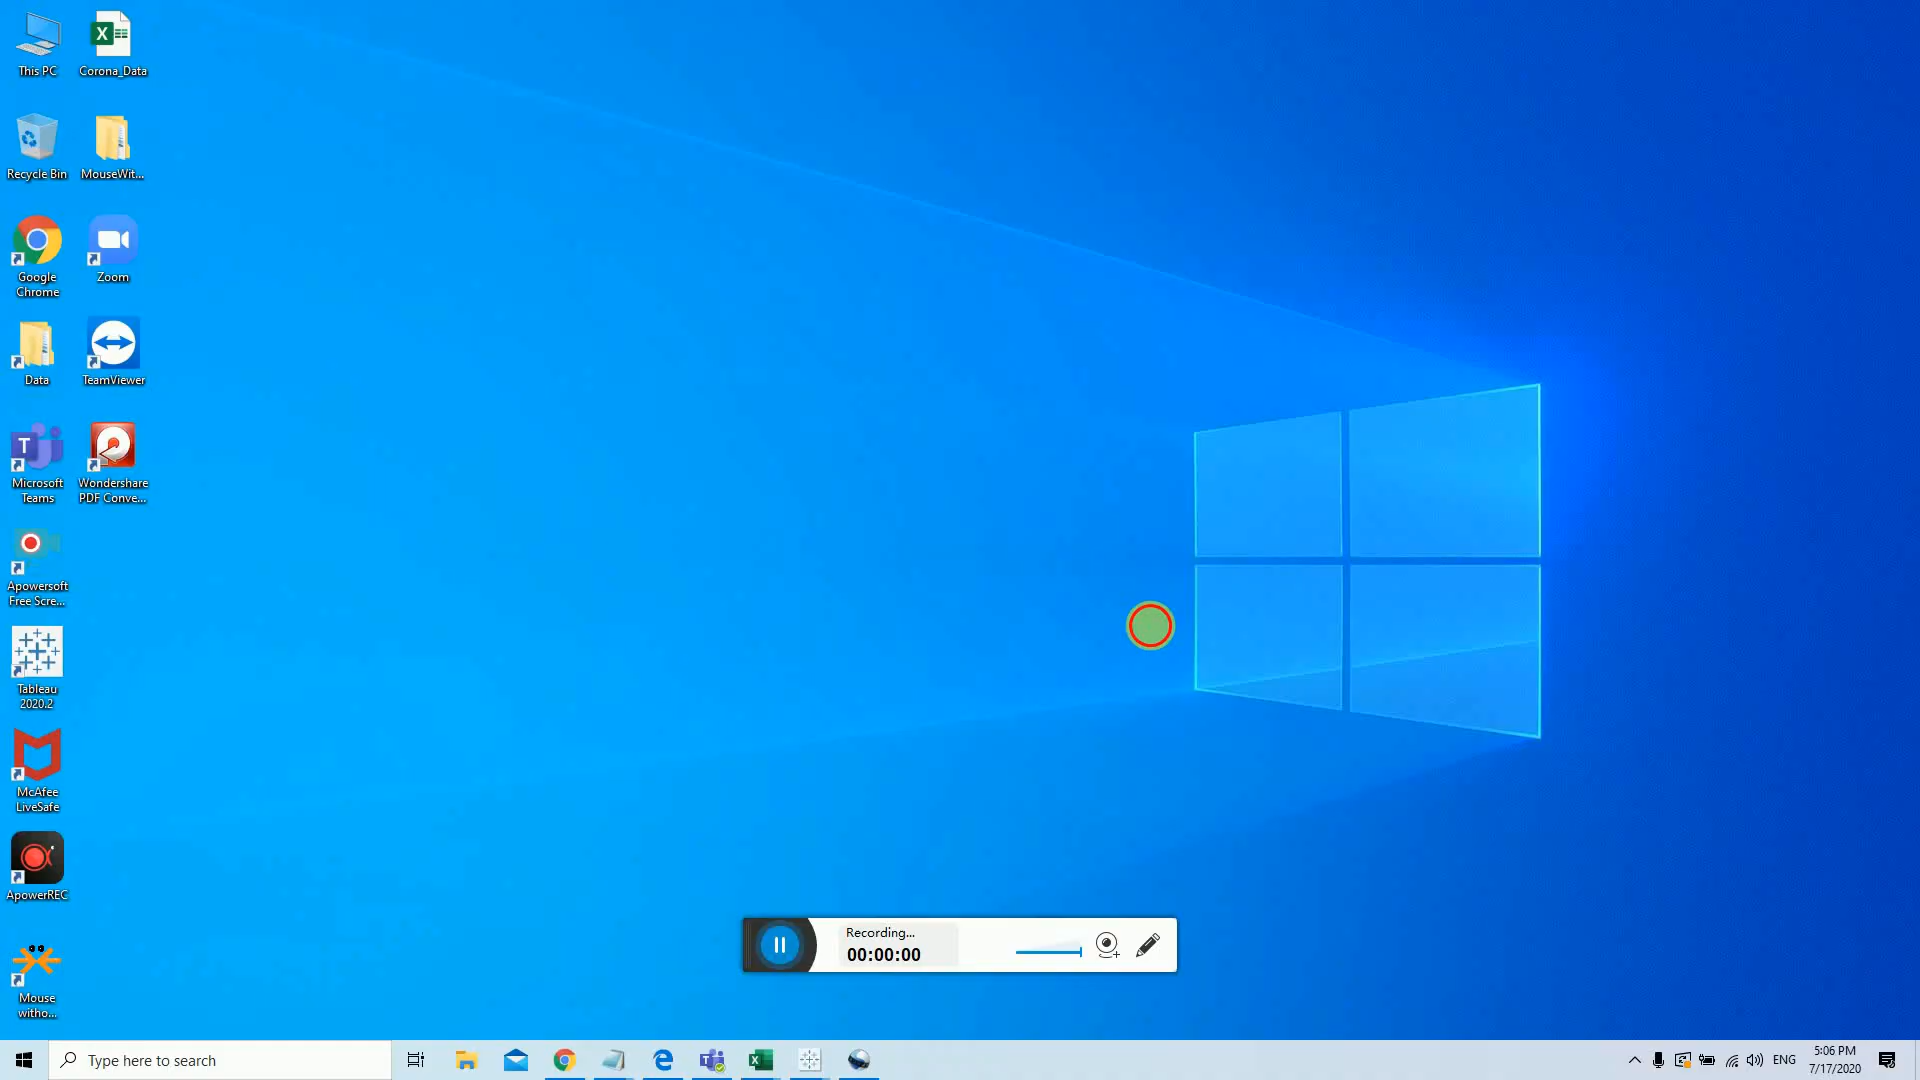 This PC
Corona_Data
Recycle Bin
MouseWit...
Google
Chrome
Zoom
Data
TeamViewer
Microsoft
Teams
Wondershare
PDF Conve...
Apowersoft
Free Scre...
Tableau
2020.2
McAfee
LiveSafe
ApowerREC
Mouse
witho...
Recording...
00:00:00
Type here to search
ENG
5:06 PM
7/17/2020